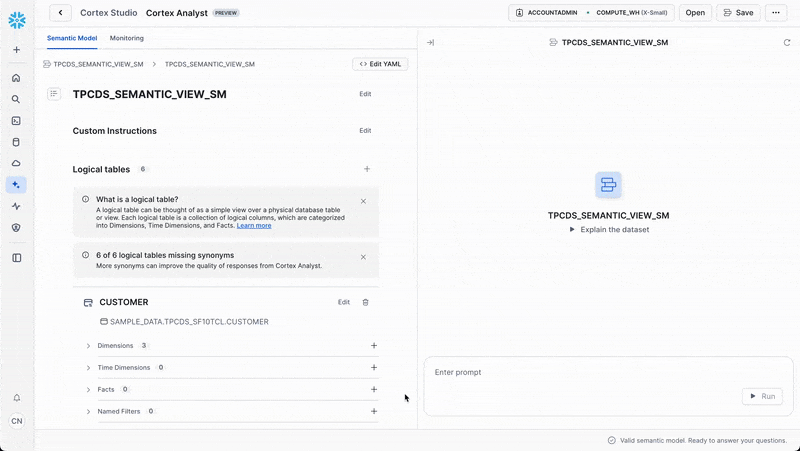 Cortex Studio Cortex Analyst PREVIEW
ACCOUNTADMIN • COMPUTE_WH (X-Small) Open Save
Semantic Model Monitoring
TPCDS_SEMANTIC_VIEW_SM > TPCDS_SEMANTIC_VIEW_SM <> Edit YAML
TPCDS_SEMANTIC_VIEW_SM Edit
Custom Instructions Edit
Logical tables 6
What is a logical table?
A logical table can be thought of as a simple view over a physical database table
or view. Each logical table is a collection of logical columns, which are categorized
into Dimensions, Time Dimensions, and Facts. Learn more
6 of 6 logical tables missing synonyms
More synonyms can improve the quality of responses from Cortex Analyst.
CUSTOMER Edit
SAMPLE_DATA.TPCDS_SF10TCL.CUSTOMER
Dimensions 3
Time Dimensions 0
Facts 0
Named Filters 0
CN
TPCDS_SEMANTIC_VIEW_SM
TPCDS_SEMANTIC_VIEW_SM
Explain the dataset
Enter prompt
Run
Valid semantic model. Ready to answer your questions.